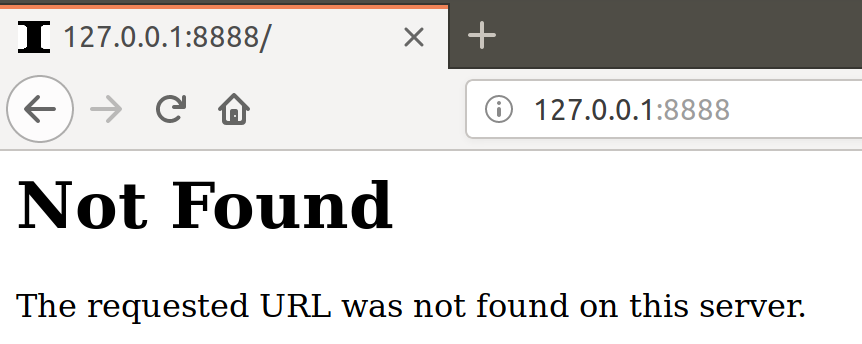 127.0.0.1:8888/
127.0.0.1:8888
Not Found
The requested URL was not found on this server.